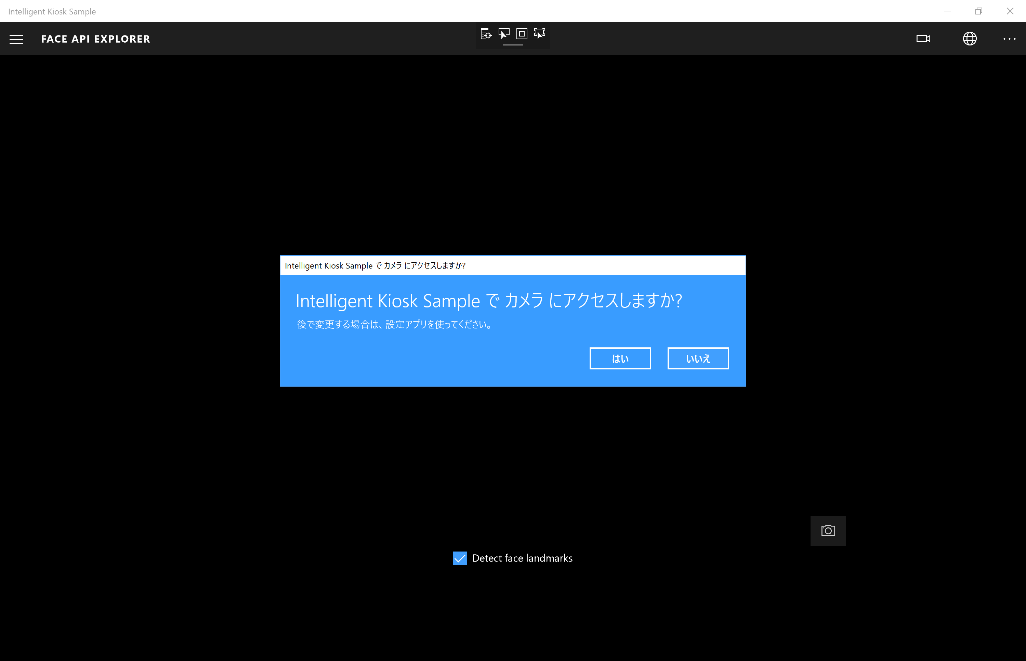 Intelligent Kiosk Sample
FACE API EXPLORER
Intelligent Kiosk Sample で カメラ にアクセスしますか?
Intelligent Kiosk Sample で カメラ にアクセスしますか?
後で変更する場合は、設定アプリを使ってください。
はい いいえ
Detect face landmarks